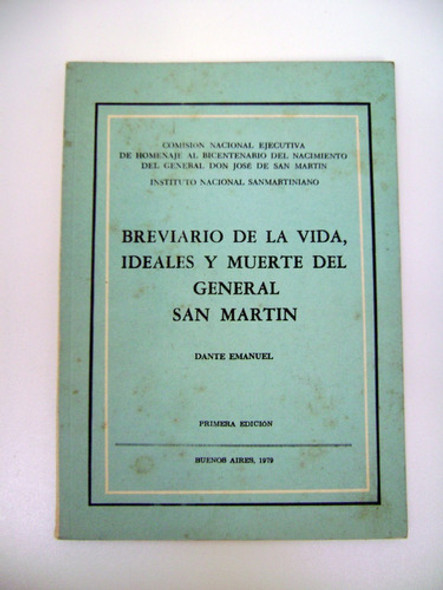 COMISION NACIONAL EJECUTIVA
DE HOMENAJE AL BICENTENARIO DEL NACIMIENTO
DEL GENERAL DON JOSE DE SAN MARTIN
INSTITUTO NACIONAL SANMARTINIANO
BREVIARIO DE LA VIDA,
IDEALES Y MUERTE DEL
GENERAL
SAN MARTIN
DANTE EMANUEL
PRIMERA EDICIÓN
BUENOS AIRES, 1979